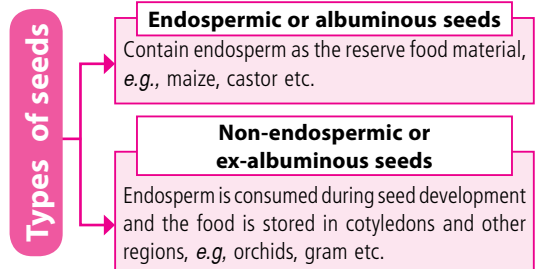 Types of seeds
Endospermic or albuminous seeds
Contain endosperm as the reserve food material,
e.g., maize, castor etc.
Non-endospermic or
ex-albuminous seeds
Endosperm is consumed during seed development
and the food is stored in cotyledons and other
regions, e.g, orchids, gram etc.